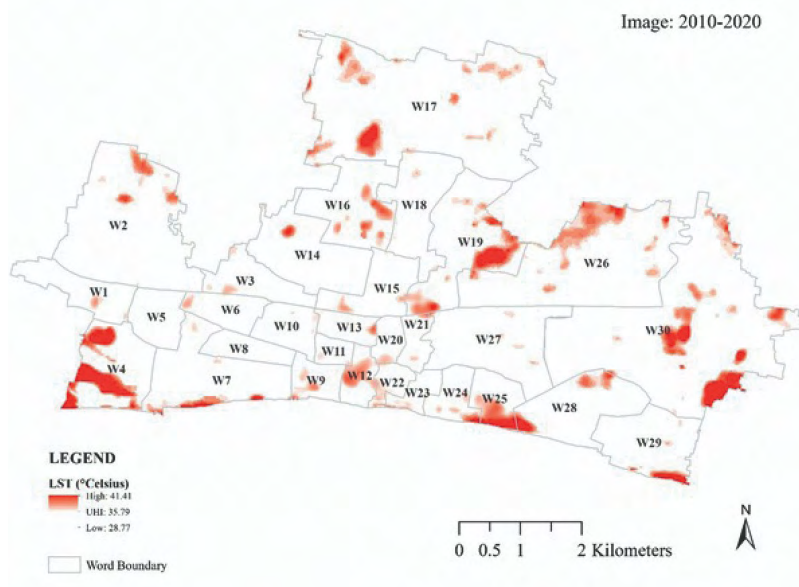 Image: 2010-2020
W17
W16
W18
W2
W19
W14
W26
W3
W15
W1
W5
W6
W10
W13
W21
W20
W27
W30
W8
W11
W4
W7
W9
W12
W22
W23
W24
W25
W28
W29
LEGEND
LST (°Celsius)
High: 41.41
UHI: 35.79
Low: 28.77
Word Boundary
N
0 0.5 1 2 Kilometers